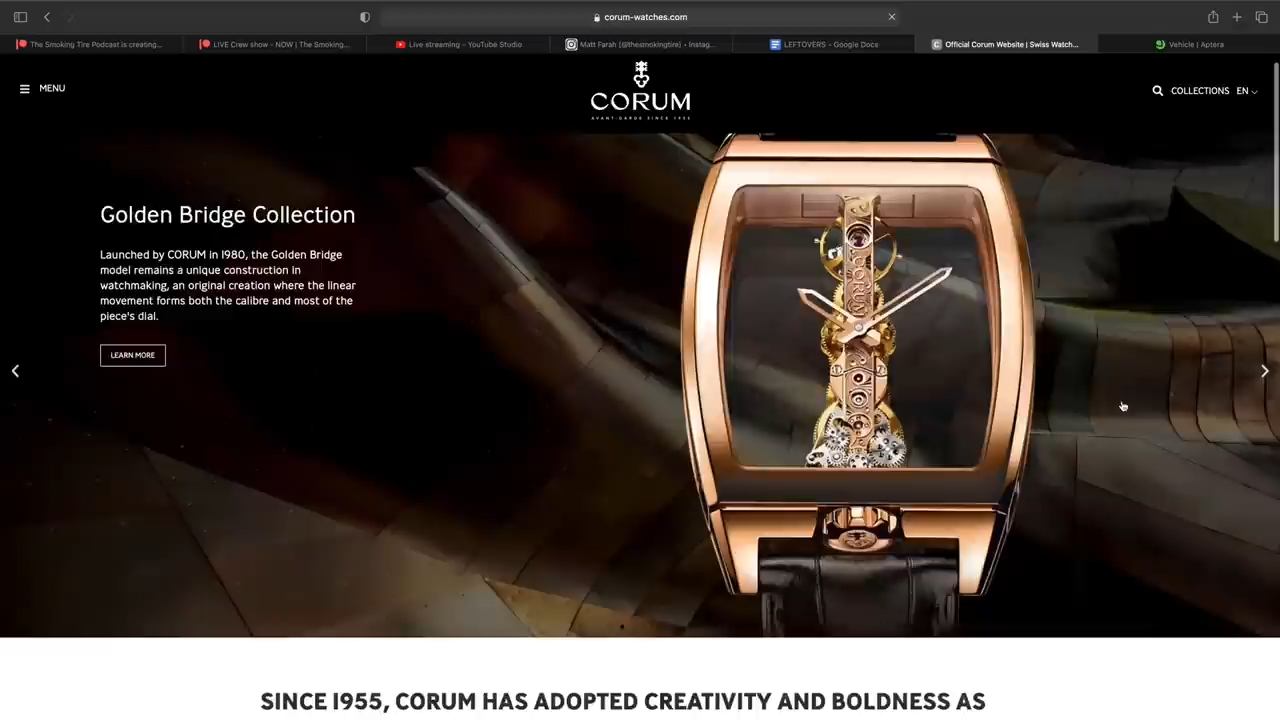 corum-watches.com
The Smoking Tire Podcast is creating...
LIVE Crew show - NOW | The Smoking...
Live streaming - YouTube Studio
Matt Farah (@thesmokingtire) • Instag...
LEFTOVERS - Google Docs
C
Official Corum Website | Swiss Watch...
Vehicle | Aptera
MENU
CORUM
AVANT-GARDE SINCE 1955
COLLECTIONS EN
Golden Bridge Collection
Launched by CORUM in 1980, the Golden Bridge
model remains a unique construction in
watchmaking, an original creation where the linear
movement forms both the calibre and most of the
piece's dial.
LEARN MORE
CORUM
SINCE 1955, CORUM HAS ADOPTED CREATIVITY AND BOLDNESS AS